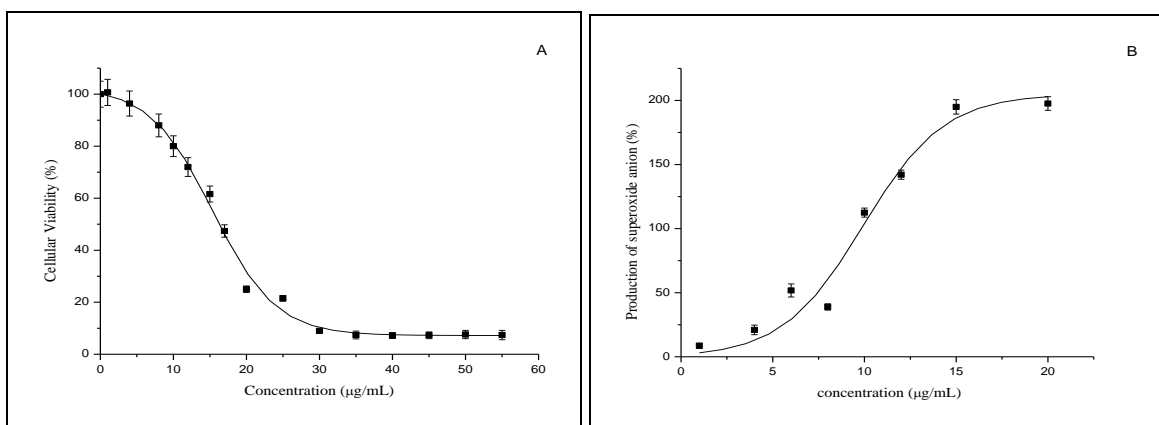 A
100
80
60
40
20
0
Cellular Viability (%)
0 10 20 30 40 50 60
Concentration (μg/mL)
B
200
150
100
50
0
Production of superoxide anion (%)
0 5 10 15 20
concentration (μg/mL)